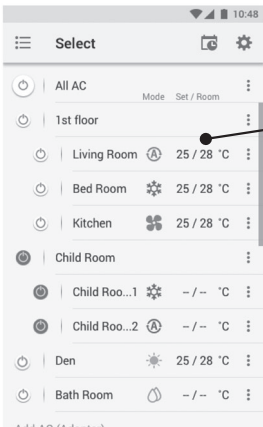 10:48
Select
All AC
Mode Set / Room
1st floor
Living Room A 25 / 28 °C
Bed Room 25 / 28 °C
Kitchen 25 / 28 °C
Child Room
Child Roo...1 -- / -- °C
Child Roo...2 A -- / -- °C
Den 25 / 28 °C
Bath Room -- / -- °C